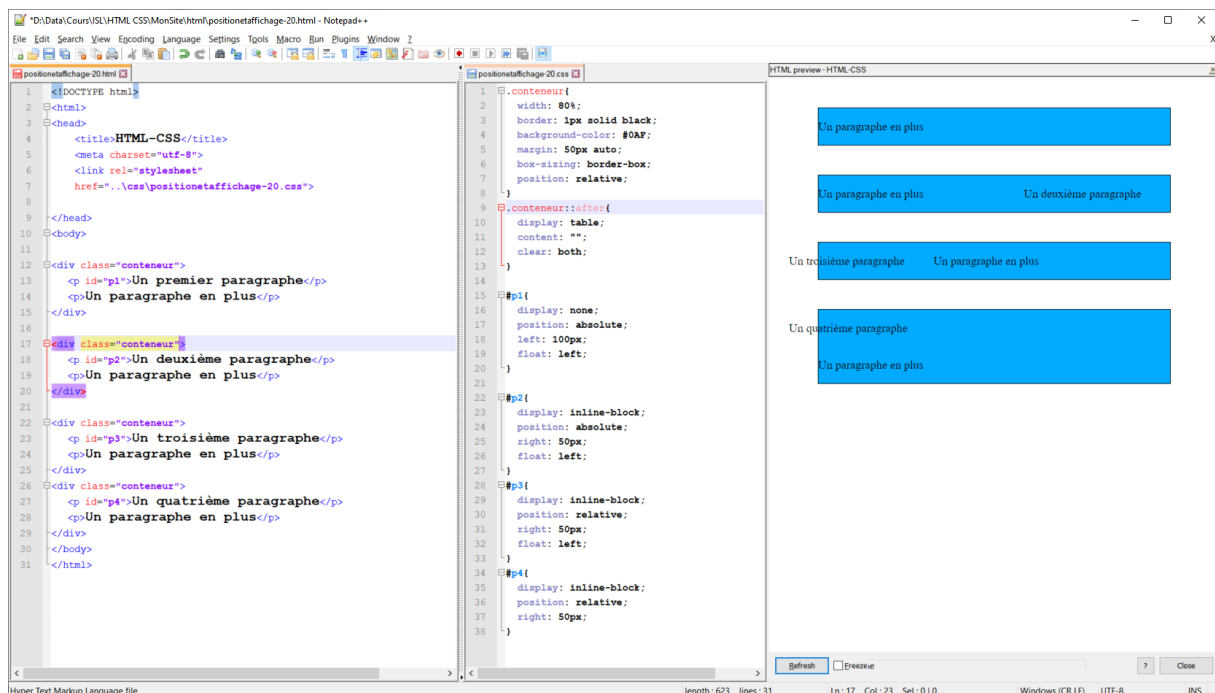 *D:\Data\Cours\ISL\HTML CSS\MonSite\html\positionetaffichage-20.html - Notepad++
File Edit Search View Encoding Language Settings Tools Macro Run Plugins Window ? X
positionetaffichage-20.html
1 <!DOCTYPE html>
2 <html>
3 <head>
4 <title>HTML-CSS</title>
5 <meta charset="utf-8">
6 <link rel="stylesheet"
7 href="..\css\positionetaffichage-20.css">
8
9 </head>
10 <body>
11
12 <div class="conteneur">
13 <p id="p1">Un premier paragraphe</p>
14 <p>Un paragraphe en plus</p>
15 </div>
16
17 <div class="conteneur">
18 <p id="p2">Un deuxième paragraphe</p>
19 <p>Un paragraphe en plus</p>
20 </div>
21
22 <div class="conteneur">
23 <p id="p3">Un troisième paragraphe</p>
24 <p>Un paragraphe en plus</p>
25 </div>
26 <div class="conteneur">
27 <p id="p4">Un quatrième paragraphe</p>
28 <p>Un paragraphe en plus</p>
29 </div>
30 </body>
31 </html>
positionetaffichage-20.css
1 .conteneur{
2 width: 80%;
3 border: 1px solid black;
4 background-color: #0AF;
5 margin: 50px auto;
6 box-sizing: border-box;
7 position: relative;
8 }
9 .conteneur::after{
10 display: table;
11 content: "";
12 clear: both;
13 }
14
15 #p1{
16 display: none;
17 position: absolute;
18 left: 100px;
19 float: left;
20 }
21
22 #p2{
23 display: inline-block;
24 position: absolute;
25 right: 50px;
26 float: left;
27 }
28 #p3{
29 display: inline-block;
30 position: relative;
31 right: 50px;
32 float: left;
33 }
34 #p4{
35 display: inline-block;
36 position: relative;
37 right: 50px;
38 }
HTML preview - HTML-CSS
Un paragraphe en plus
Un paragraphe en plus Un deuxième paragraphe
Un troisième paragraphe Un paragraphe en plus
Un quatrième paragraphe
Un paragraphe en plus
Refresh Freeze ? Close
Hyper Text Markup Language file length : 623 lines : 31 Ln : 17 Col : 23 Sel : 0 | 0 Windows (CR LF) UTF-8 INS